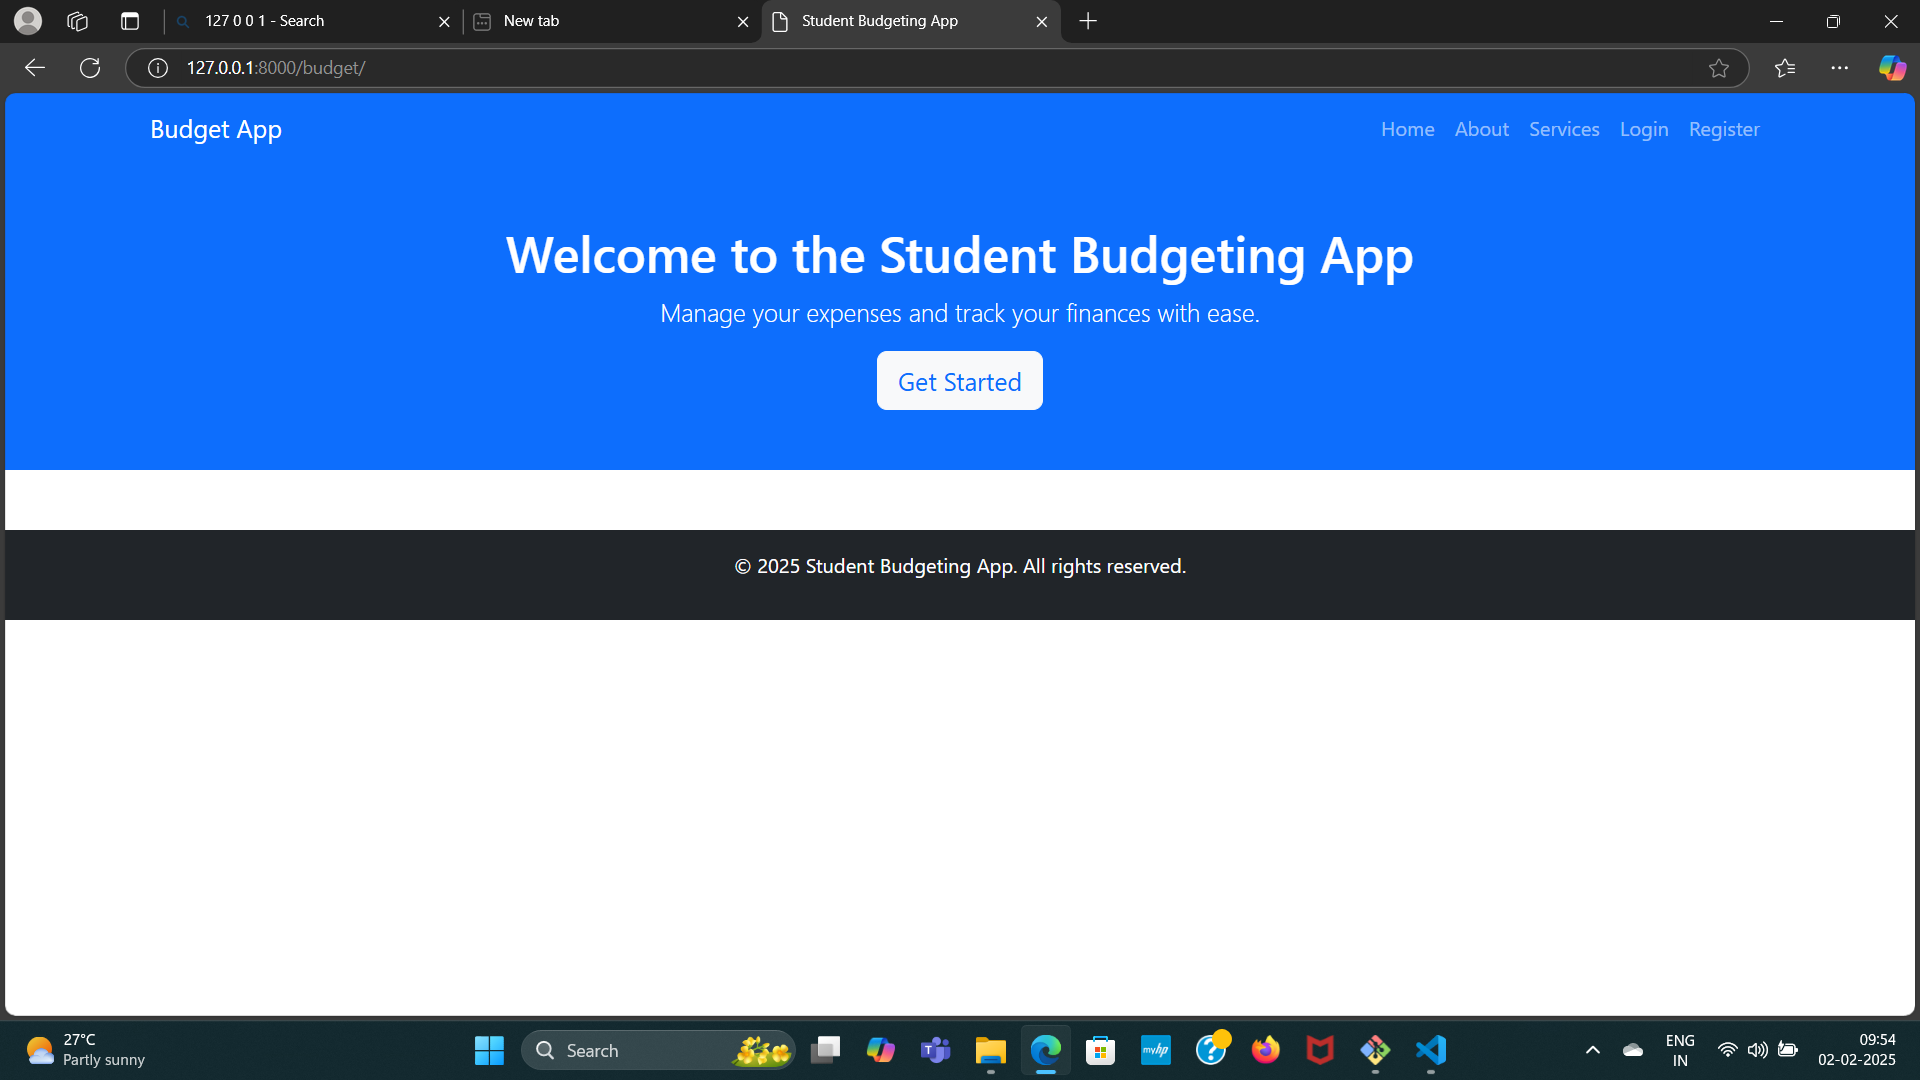 127 0 0 1 - Search
New tab
Student Budgeting App
127.0.0.1:8000/budget/
Budget App
Home About Services Login Register
Welcome to the Student Budgeting App
Manage your expenses and track your finances with ease.
Get Started
© 2025 Student Budgeting App. All rights reserved.
27°C
Partly sunny
Search
T
myhp
?
ENG
IN
09:54
02-02-2025